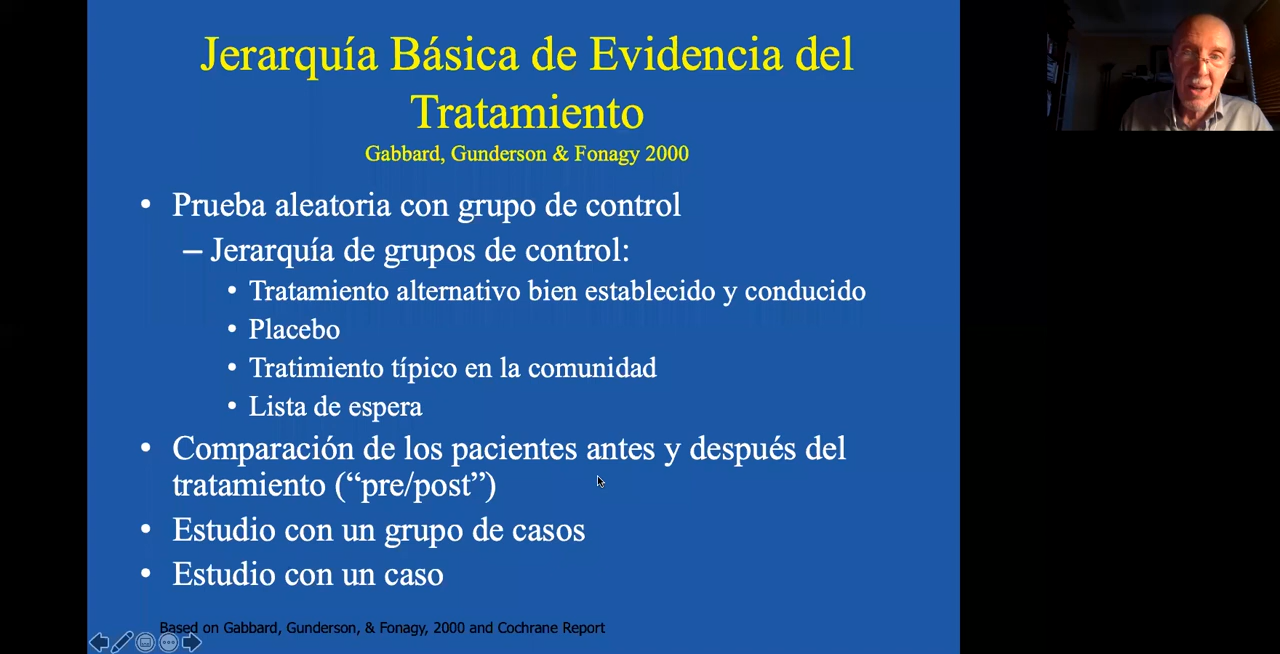 Jerarquía Básica de Evidencia del
Tratamiento
Gabbard, Gunderson & Fonagy 2000
• Prueba aleatoria con grupo de control
– Jerarquía de grupos de control:
• Tratamiento alternativo bien establecido y conducido
• Placebo
• Tratimiento típico en la comunidad
• Lista de espera
• Comparación de los pacientes antes y después del
tratamiento (“pre/post”)
• Estudio con un grupo de casos
• Estudio con un caso
Based on Gabbard, Gunderson, & Fonagy, 2000 and Cochrane Report